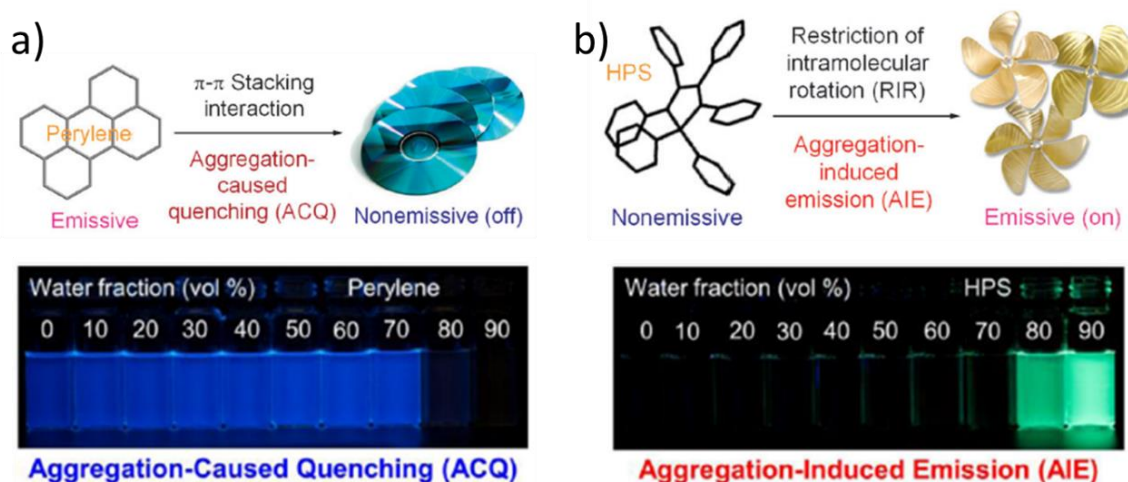 a)
Perylene
Emissive
π-π Stacking
interaction
Aggregation-
caused
quenching (ACQ)
Nonemissive (off)
Water fraction (vol %) Perylene
0 10 20 30 40 50 60 70 80 90
Aggregation-Caused Quenching (ACQ)
b)
HPS
Nonemissive
Restriction of
intramolecular
rotation (RIR)
Aggregation-
induced
emission (AIE)
Emissive (on)
Water fraction (vol %) HPS
0 10 20 30 40 50 60 70 80 90
Aggregation-Induced Emission (AIE)